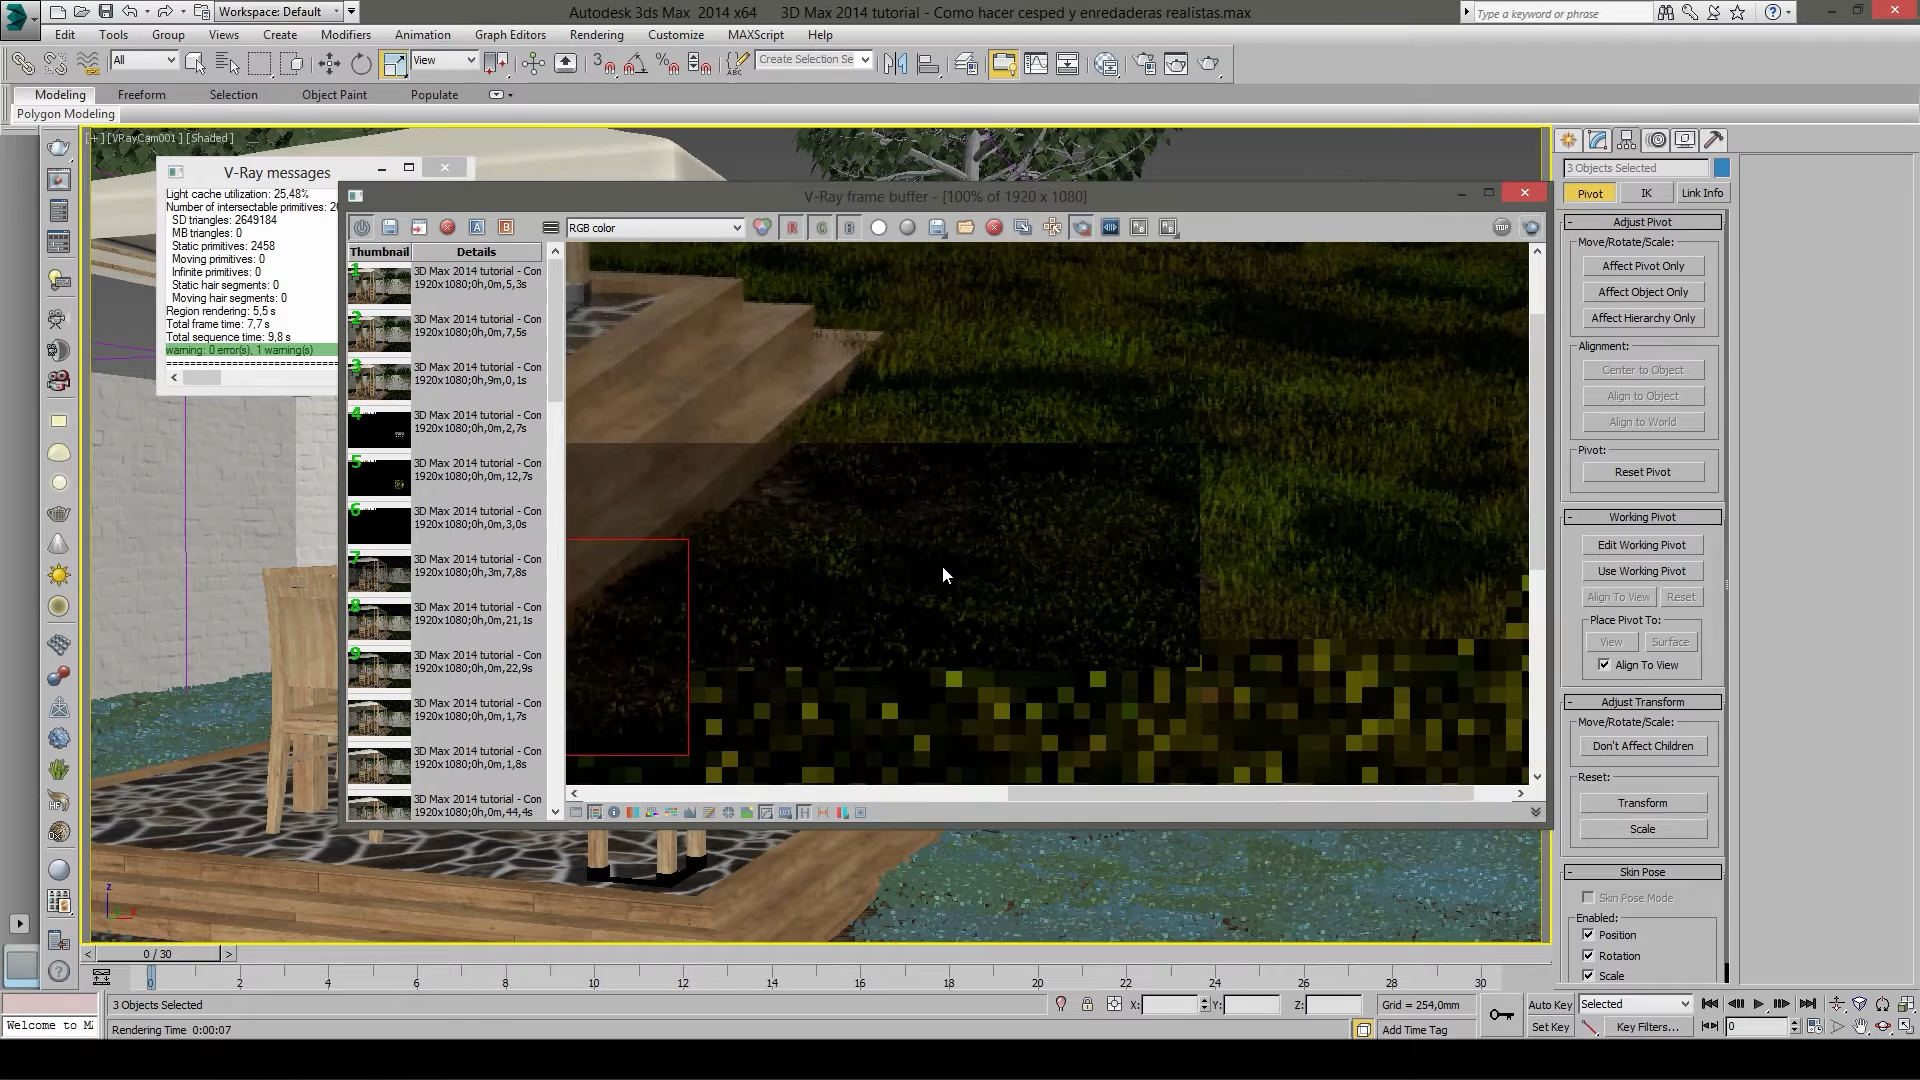 Workspace: Default
Autodesk 3ds Max 2014 x64
3D Max 2014 tutorial - Como hacer cesped y enredaderas realistas.max
Type a keyword or phrase
Edit
Tools
Group
Views
Create
Modifiers
Animation
Graph Editors
Rendering
Customize
MAXScript
Help
All
View
Create Selection Se
Modeling
Freeform
Selection
Object Paint
Populate
Polygon Modeling
[+] [VRayCam001] [Shaded]
V-Ray messages
Light cache utilization: 25,48%
Number of intersectable primitives: 2
SD triangles: 2649184
MB triangles: 0
Static primitives: 2458
Moving primitives: 0
Infinite primitives: 0
Static hair segments: 0
Moving hair segments: 0
Region rendering: 5,5 s
Total frame time: 7,7 s
Total sequence time: 9,8 s
warning: 0 error(s), 1 warning(s)
V-Ray frame buffer - [100% of 1920 x 1080]
RGB color
STOP
Thumbnail
Details
1
3D Max 2014 tutorial - Con
1920x1080;0h,0m,5,3s
2
3D Max 2014 tutorial - Con
1920x1080;0h,0m,7,5s
3
3D Max 2014 tutorial - Con
1920x1080;0h,9m,0,1s
4
3D Max 2014 tutorial - Con
1920x1080;0h,0m,2,7s
5
3D Max 2014 tutorial - Con
1920x1080;0h,0m,12,7s
6
3D Max 2014 tutorial - Con
1920x1080;0h,0m,3,0s
7
3D Max 2014 tutorial - Con
1920x1080;0h,3m,7,8s
8
3D Max 2014 tutorial - Con
1920x1080;0h,0m,21,1s
9
3D Max 2014 tutorial - Con
1920x1080;0h,0m,22,9s
3D Max 2014 tutorial - Con
1920x1080;0h,0m,1,7s
3D Max 2014 tutorial - Con
1920x1080;0h,0m,1,8s
3D Max 2014 tutorial - Con
1920x1080;0h,0m,44,4s
3 Objects Selected
Pivot
IK
Link Info
Adjust Pivot
Move/Rotate/Scale:
Affect Pivot Only
Affect Object Only
Affect Hierarchy Only
Alignment:
Center to Object
Align to Object
Align to World
Pivot:
Reset Pivot
Working Pivot
Edit Working Pivot
Use Working Pivot
Align To View
Reset
Place Pivot To:
View
Surface
Align To View
Adjust Transform
Move/Rotate/Scale:
Don't Affect Children
Reset:
Transform
Scale
Skin Pose
Skin Pose Mode
Enabled:
Position
Rotation
Scale
z
x
0 / 30
0 2 4 6 8 10 12 14 16 18 20 22 24 26 28 30
3 Objects Selected
X:
Y:
Z:
Grid = 254,0mm
Auto Key
Selected
Welcome to M
Rendering Time 0:00:07
Add Time Tag
Set Key
Key Filters...
0